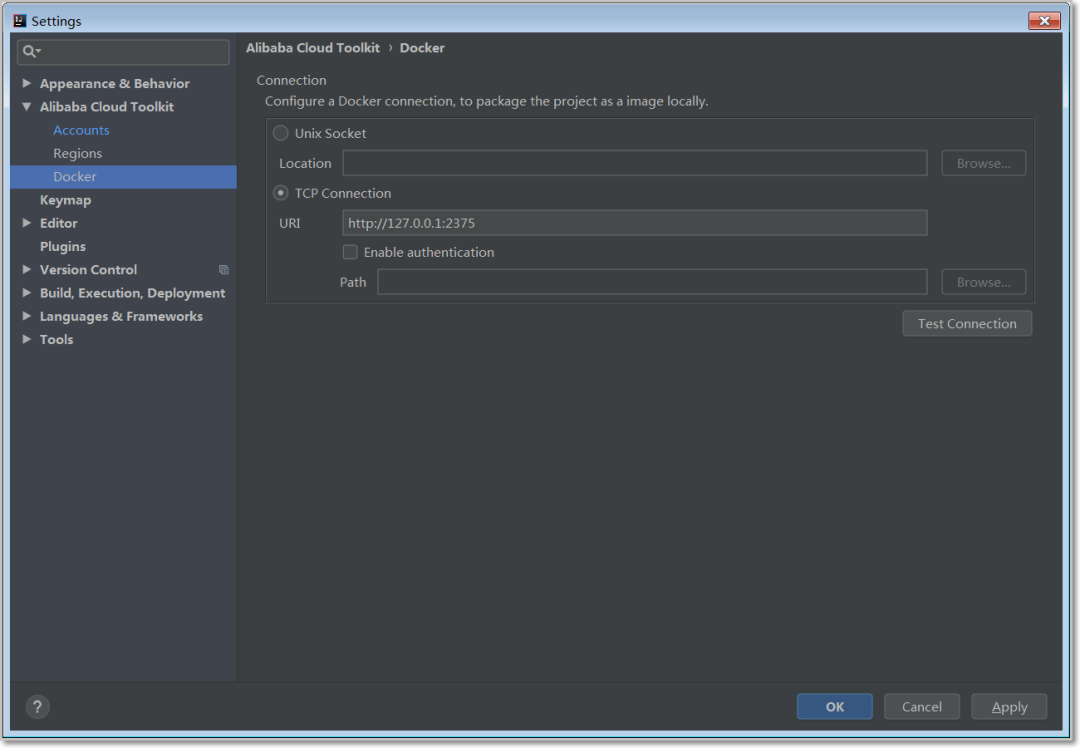 Settings
Appearance & Behavior
Alibaba Cloud Toolkit
Accounts
Regions
Docker
Keymap
Editor
Plugins
Version Control
Build, Execution, Deployment
Languages & Frameworks
Tools
Alibaba Cloud Toolkit › Docker
Connection
Configure a Docker connection, to package the project as a image locally.
Unix Socket
Location Browse...
TCP Connection
URI http://127.0.0.1:2375
Enable authentication
Path Browse...
Test Connection
? OK Cancel Apply